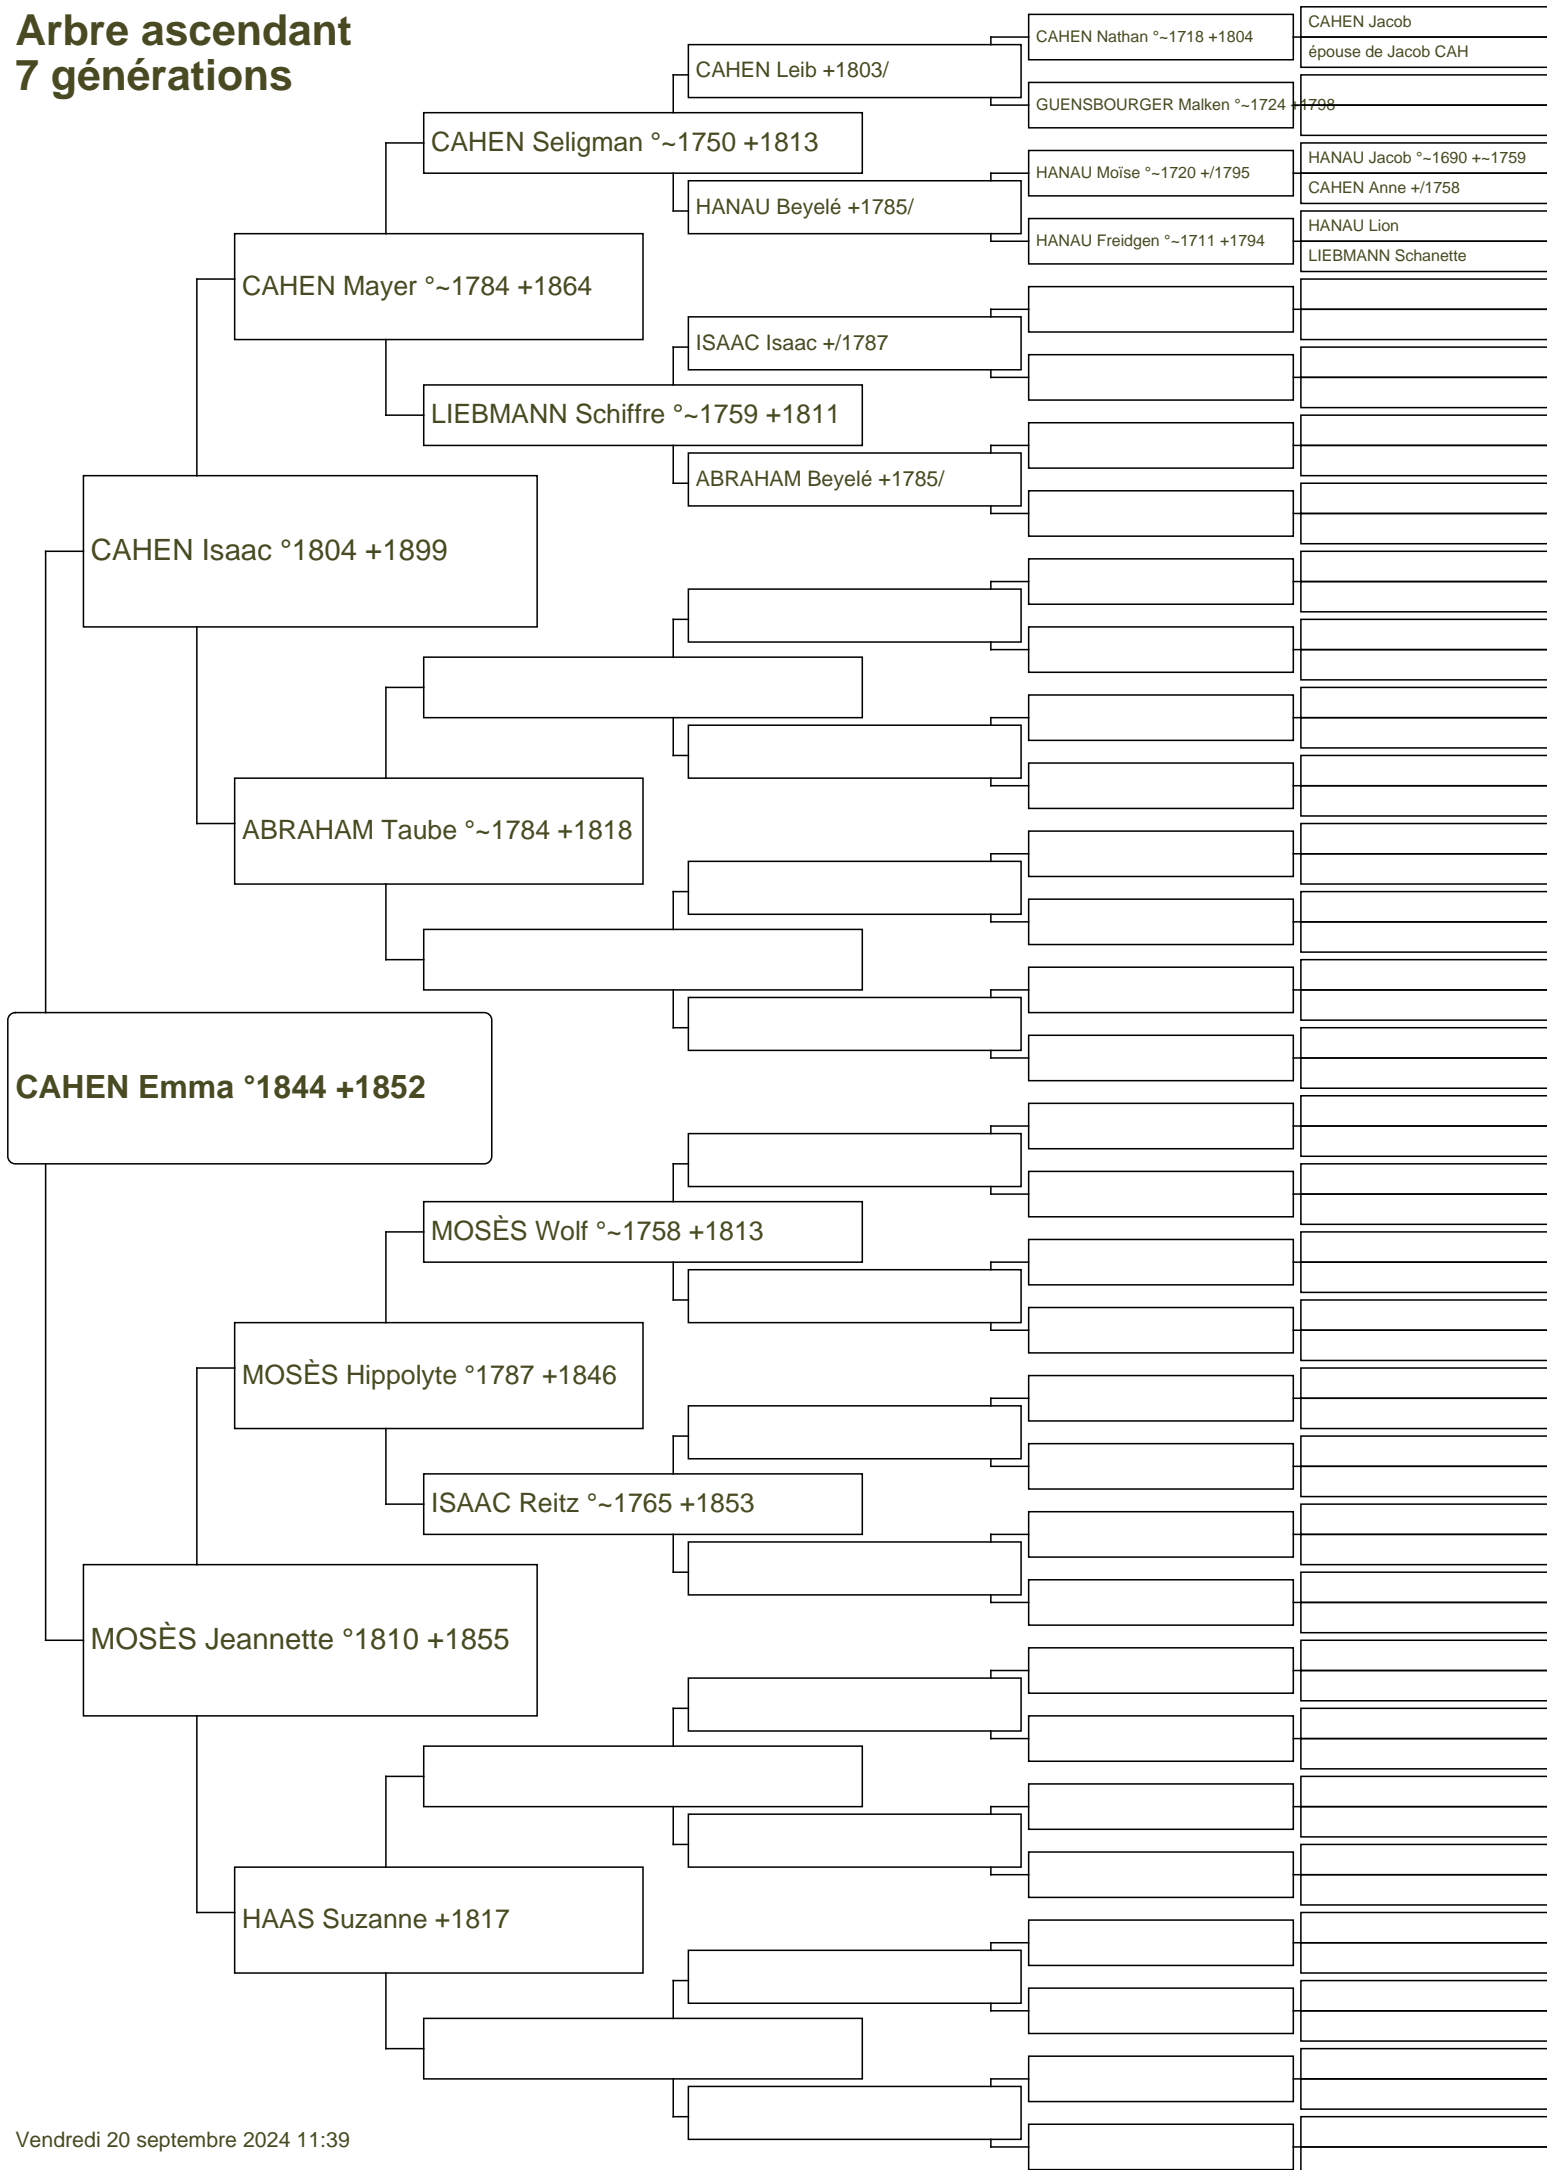 Arbre ascendant
7 générations
CAHEN Jacob
CAHEN Nathan °~1718 +1804
épouse de Jacob CAH
CAHEN Leib +1803/
GUENSBOURGER Malken °~1724 +1798
CAHEN Seligman °~1750 +1813
HANAU Jacob °~1690 +~1759
HANAU Moïse °~1720 +/1795
CAHEN Anne +/1758
HANAU Beyelé +1785/
HANAU Lion
HANAU Freidgen °~1711 +1794
LIEBMANN Schanette
CAHEN Mayer °~1784 +1864
ISAAC Isaac +/1787
LIEBMANN Schiffre °~1759 +1811
ABRAHAM Beyelé +1785/
CAHEN Isaac °1804 +1899
ABRAHAM Taube °~1784 +1818
CAHEN Emma °1844 +1852
MOSÈS Wolf °~1758 +1813
MOSÈS Hippolyte °1787 +1846
ISAAC Reitz °~1765 +1853
MOSÈS Jeannette °1810 +1855
HAAS Suzanne +1817
Vendredi 20 septembre 2024 11:39